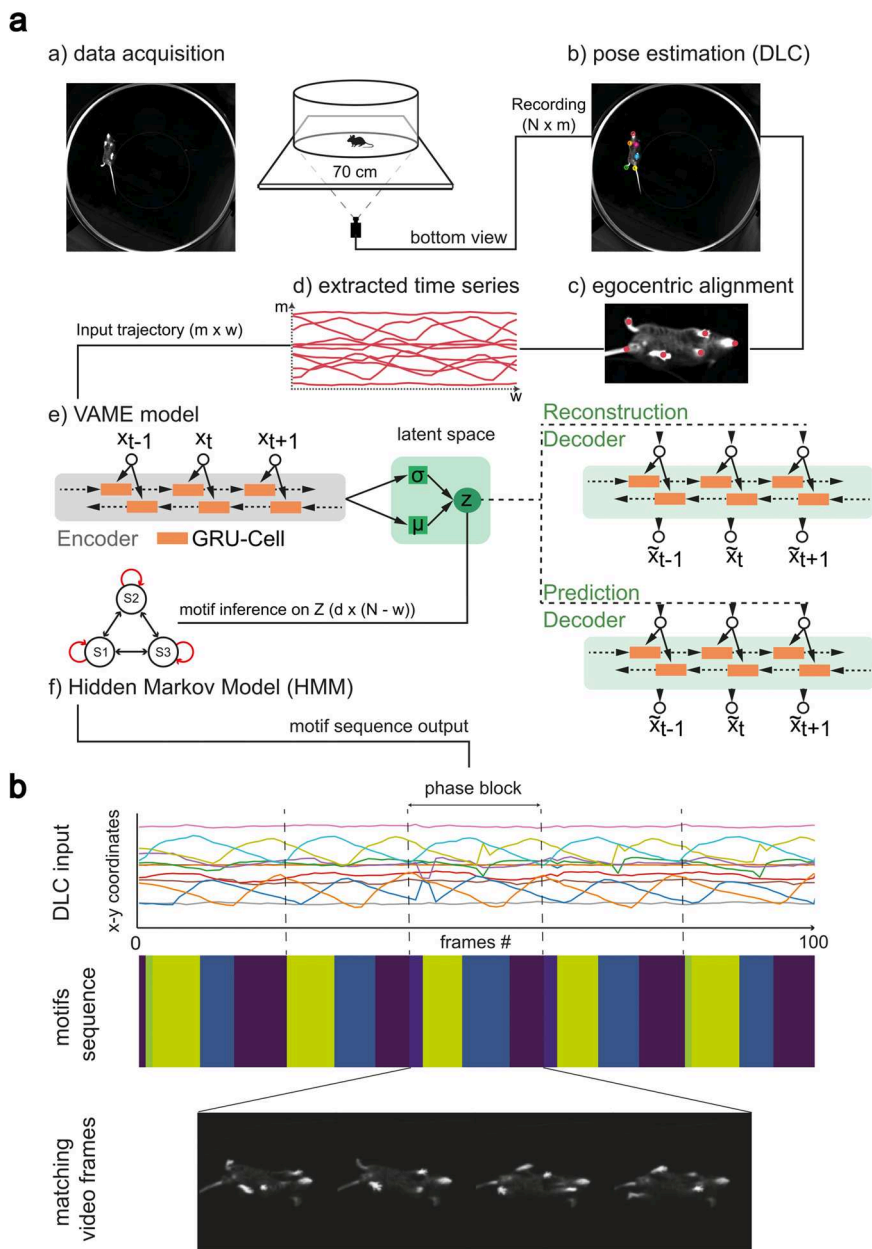 a
a) data acquisition
b) pose estimation (DLC)
Recording
(N x m)
70 cm
bottom view
d) extracted time series
c) egocentric alignment
m
Input trajectory (m x w)
w
e) VAME model
Reconstruction
Decoder
xt-1 xt xt+1
latent space
σ
μ
z
Encoder
GRU-Cell
x̃t-1 x̃t x̃t+1
Prediction
Decoder
S2
motif inference on Z (d x (N - w))
S1
S3
f) Hidden Markov Model (HMM)
x̃t-1 x̃t x̃t+1
motif sequence output
b
phase block
DLC input
x-y coordinates
0
frames #
100
motifs
sequence
matching
video frames